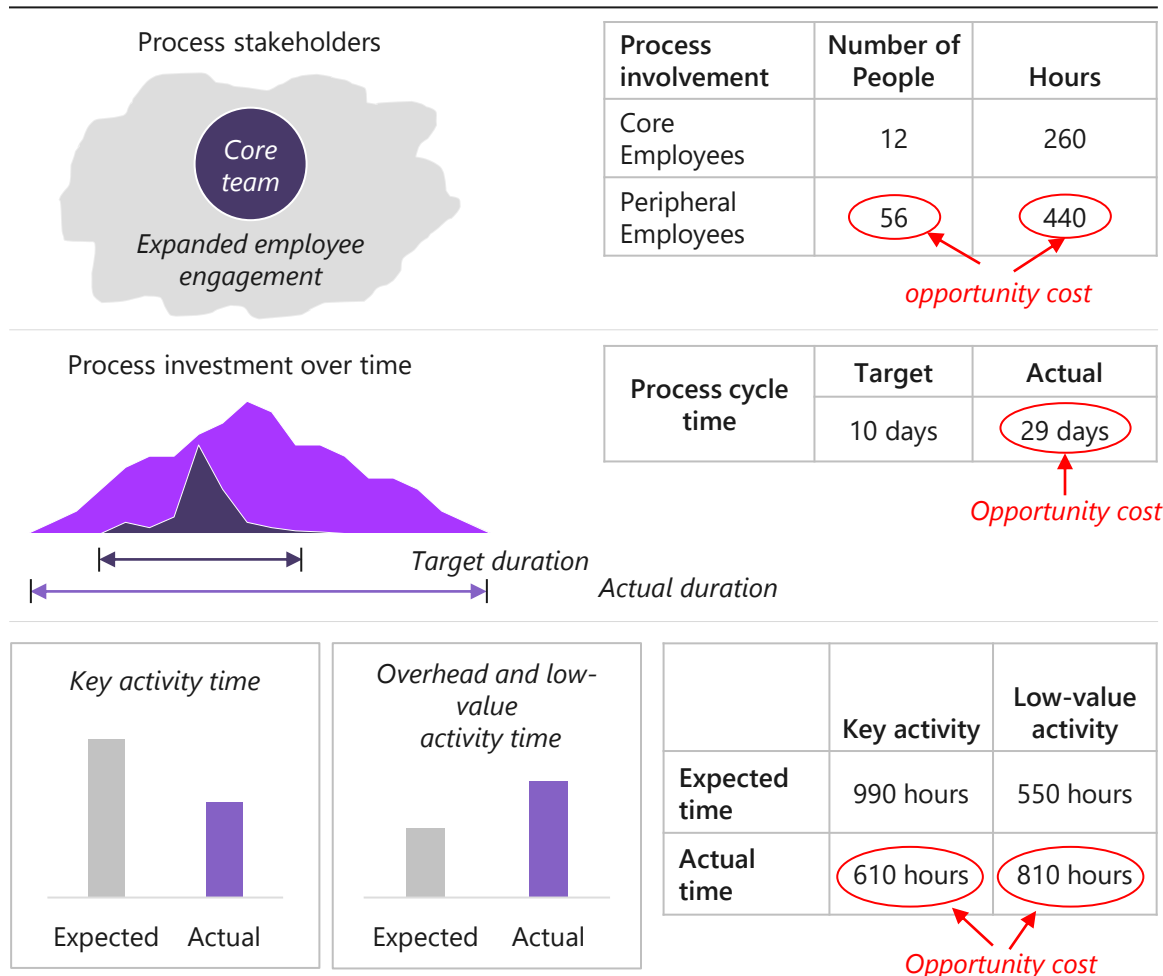 Process stakeholders
Core
team
Expanded employee
engagement
Process
involvement
Number of
People
Hours
Core
Employees
12
260
Peripheral
Employees
56
440
opportunity cost
Process investment over time
Target duration
Actual duration
Process cycle
time
Target
Actual
10 days
29 days
Opportunity cost
Key activity time
Expected
Actual
Overhead and low-
value
activity time
Expected
Actual
Key activity
Low-value
activity
Expected
time
990 hours
550 hours
Actual
time
610 hours
810 hours
Opportunity cost